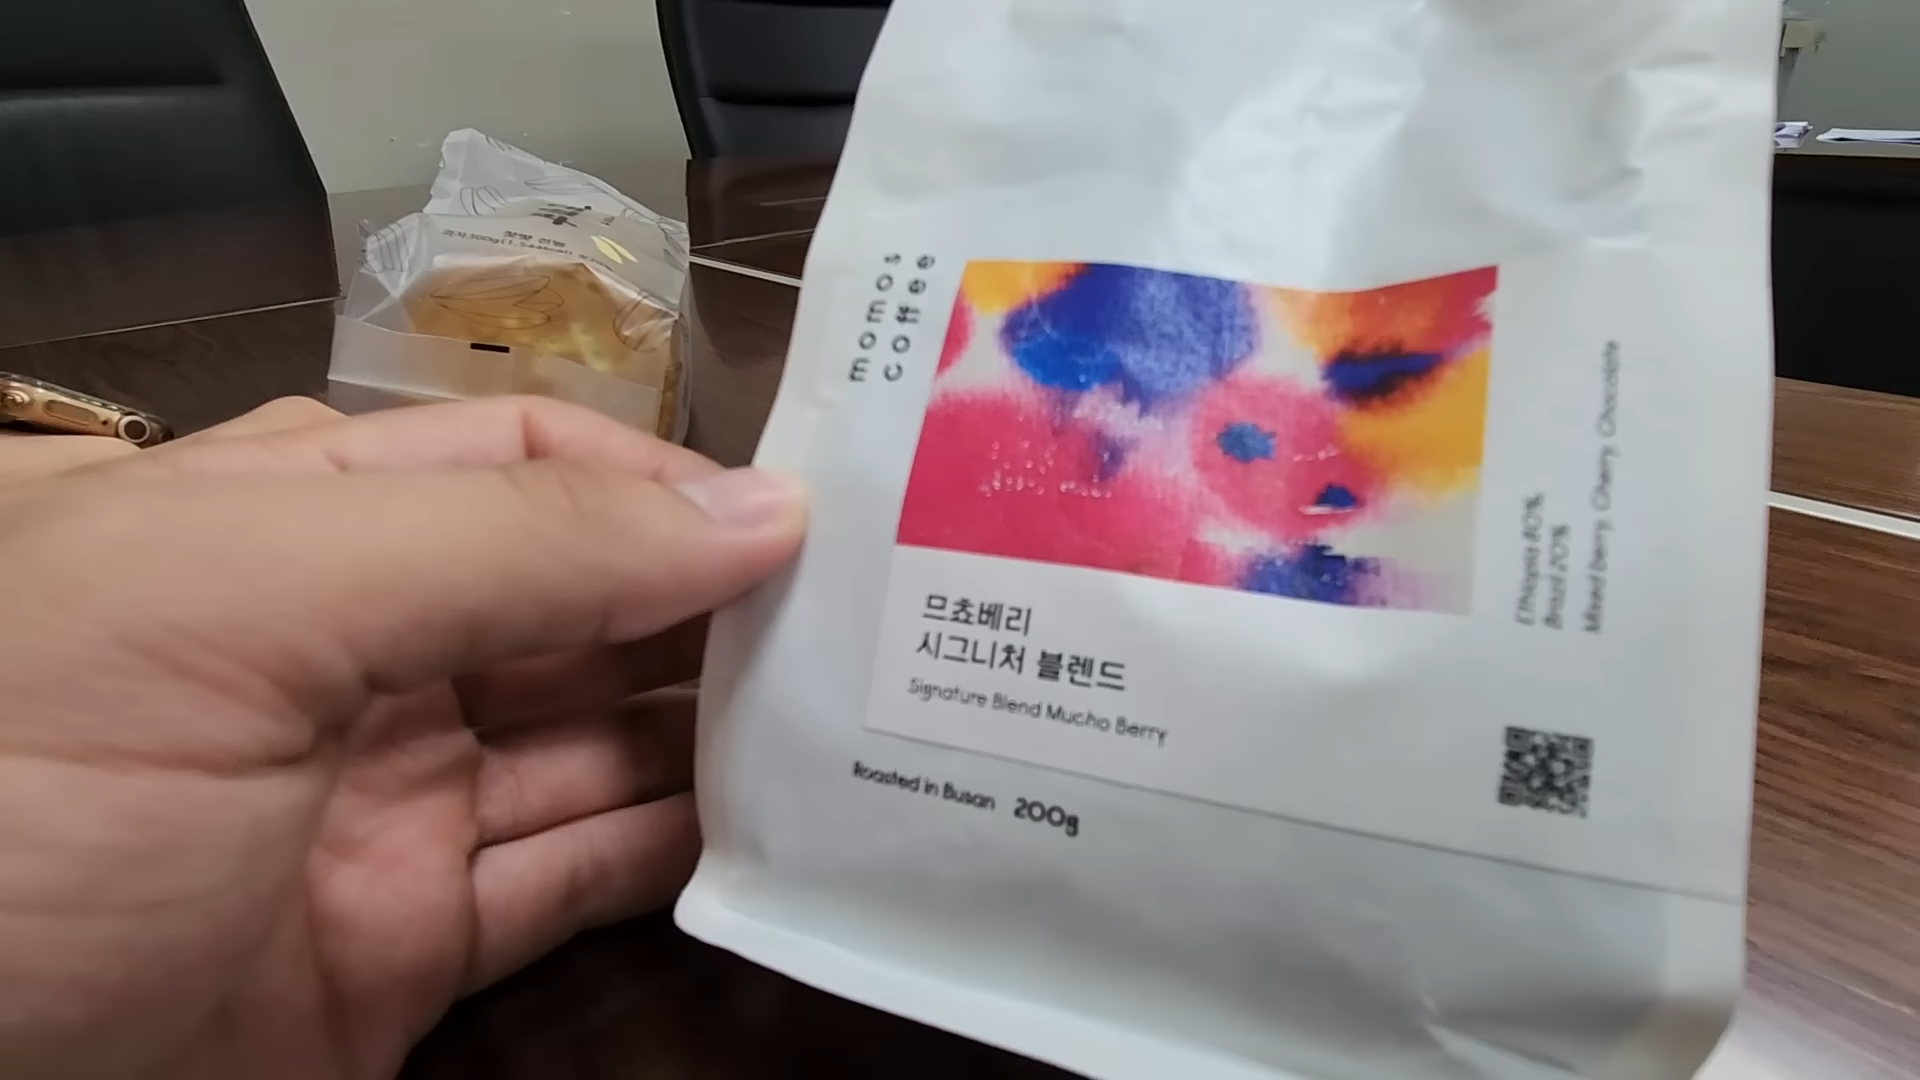 momos
coffee
므쵸베리
시그니처 블렌드
Signature Blend Mucho Berry
Roasted in Busan 200g
Ethiopia 80%
Brazil 20%
Mixed berry, Cherry, Chocolate